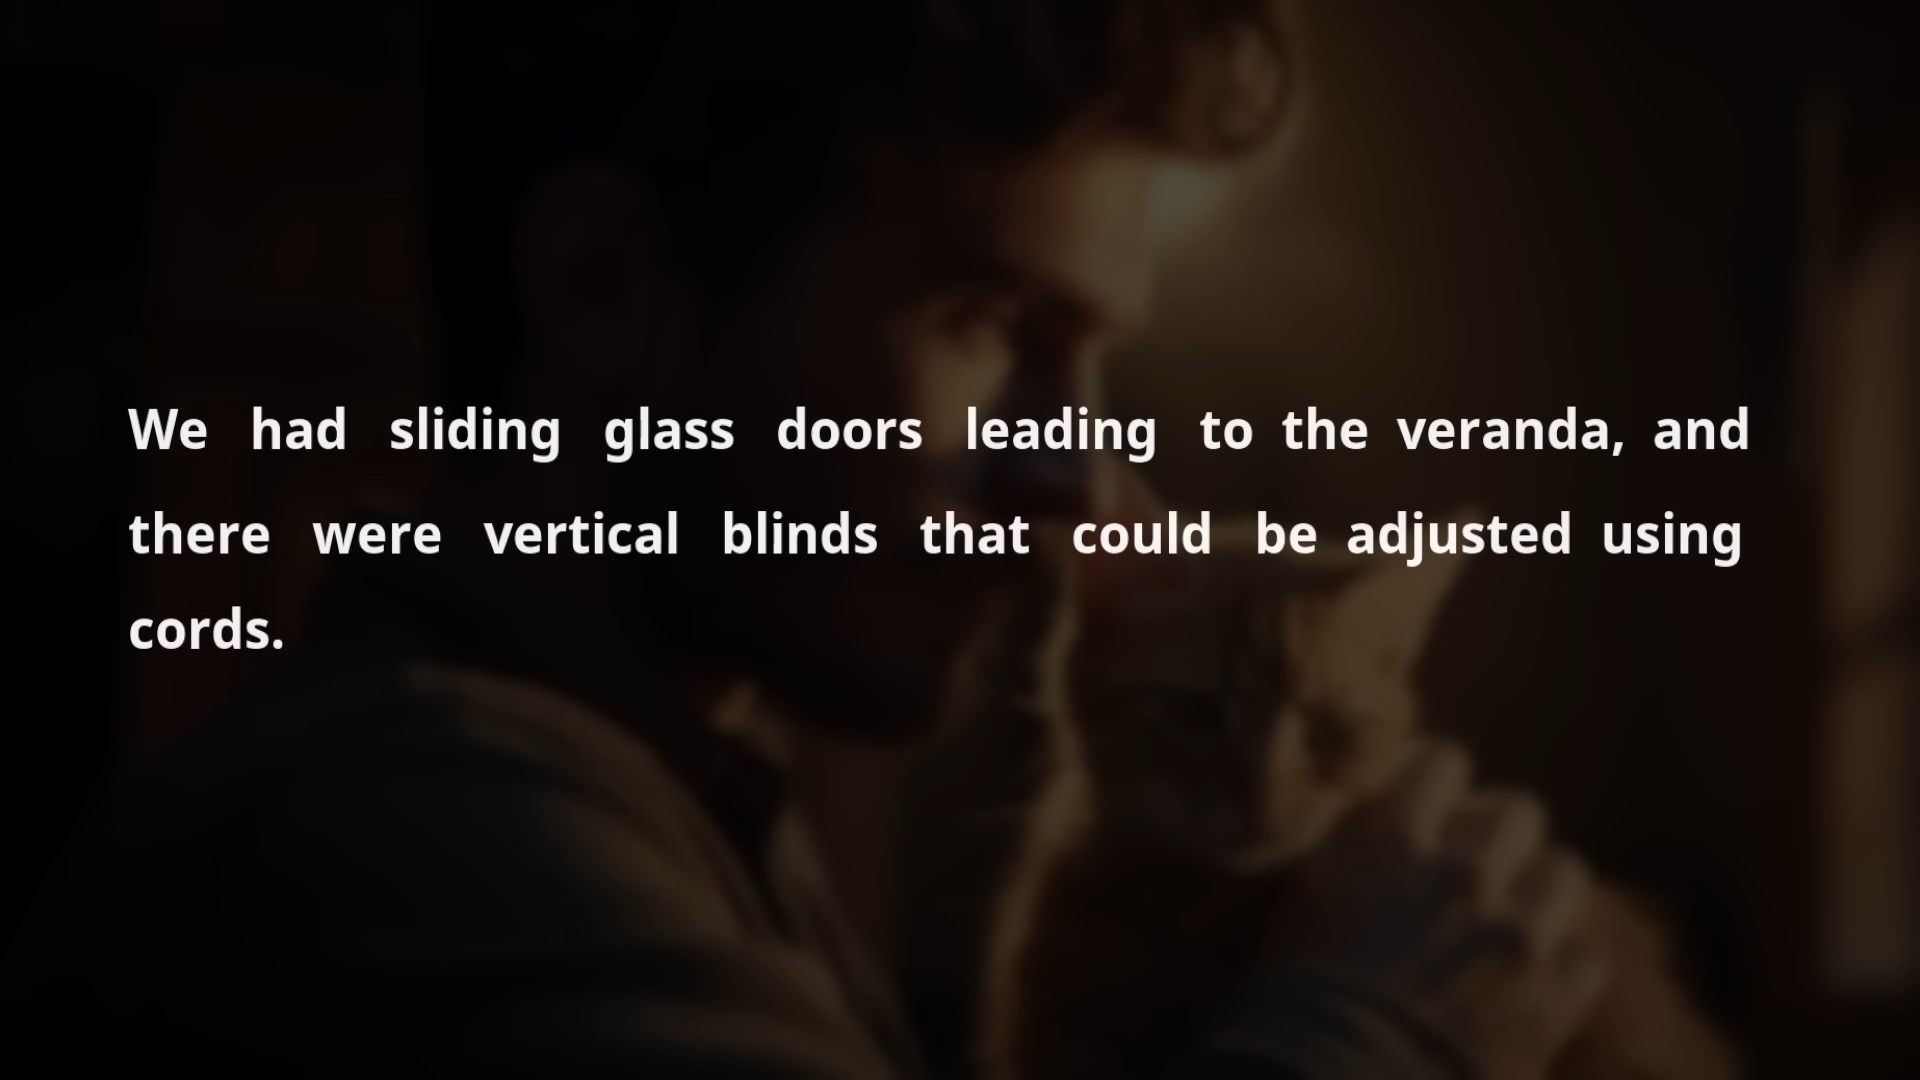 We had sliding glass doors leading to the veranda, and
there were vertical blinds that could be adjusted using
cords.